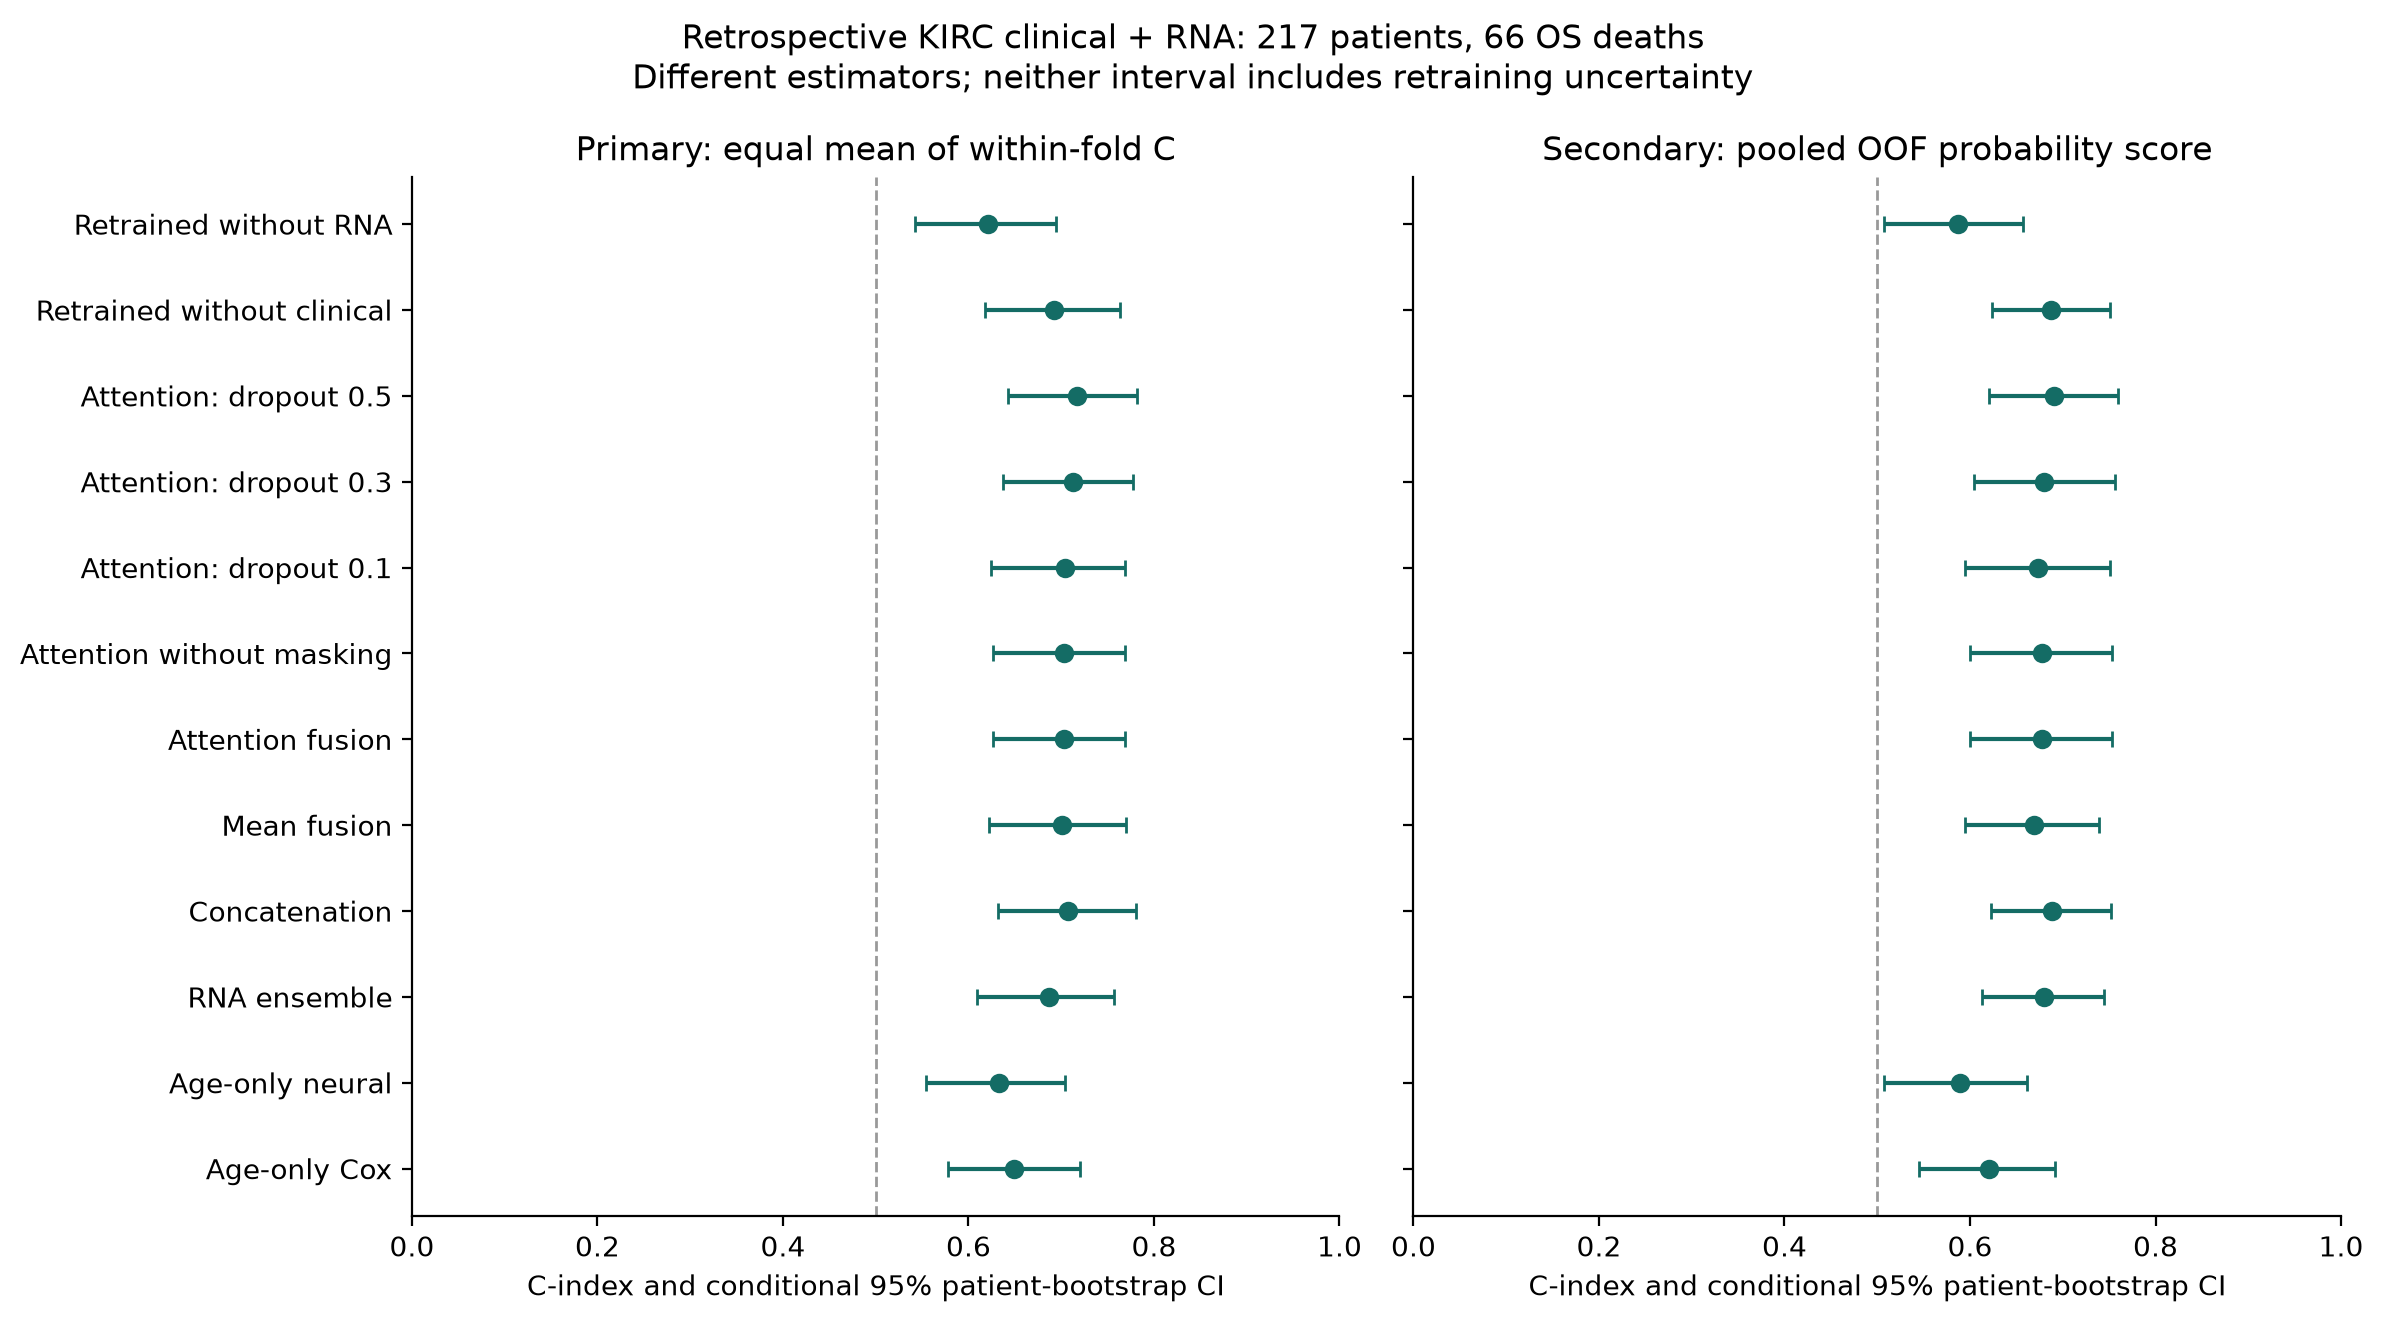 Retrospective KIRC clinical + RNA: 217 patients, 66 OS deaths
Different estimators; neither interval includes retraining uncertainty
Primary: equal mean of within-fold C
Secondary: pooled OOF probability score
Retrained without RNA
Retrained without clinical
Attention: dropout 0.5
Attention: dropout 0.3
Attention: dropout 0.1
Attention without masking
Attention fusion
Mean fusion
Concatenation
RNA ensemble
Age-only neural
Age-only Cox
0.0 0.2 0.4 0.6 0.8 1.0
0.0 0.2 0.4 0.6 0.8 1.0
C-index and conditional 95% patient-bootstrap CI
C-index and conditional 95% patient-bootstrap CI